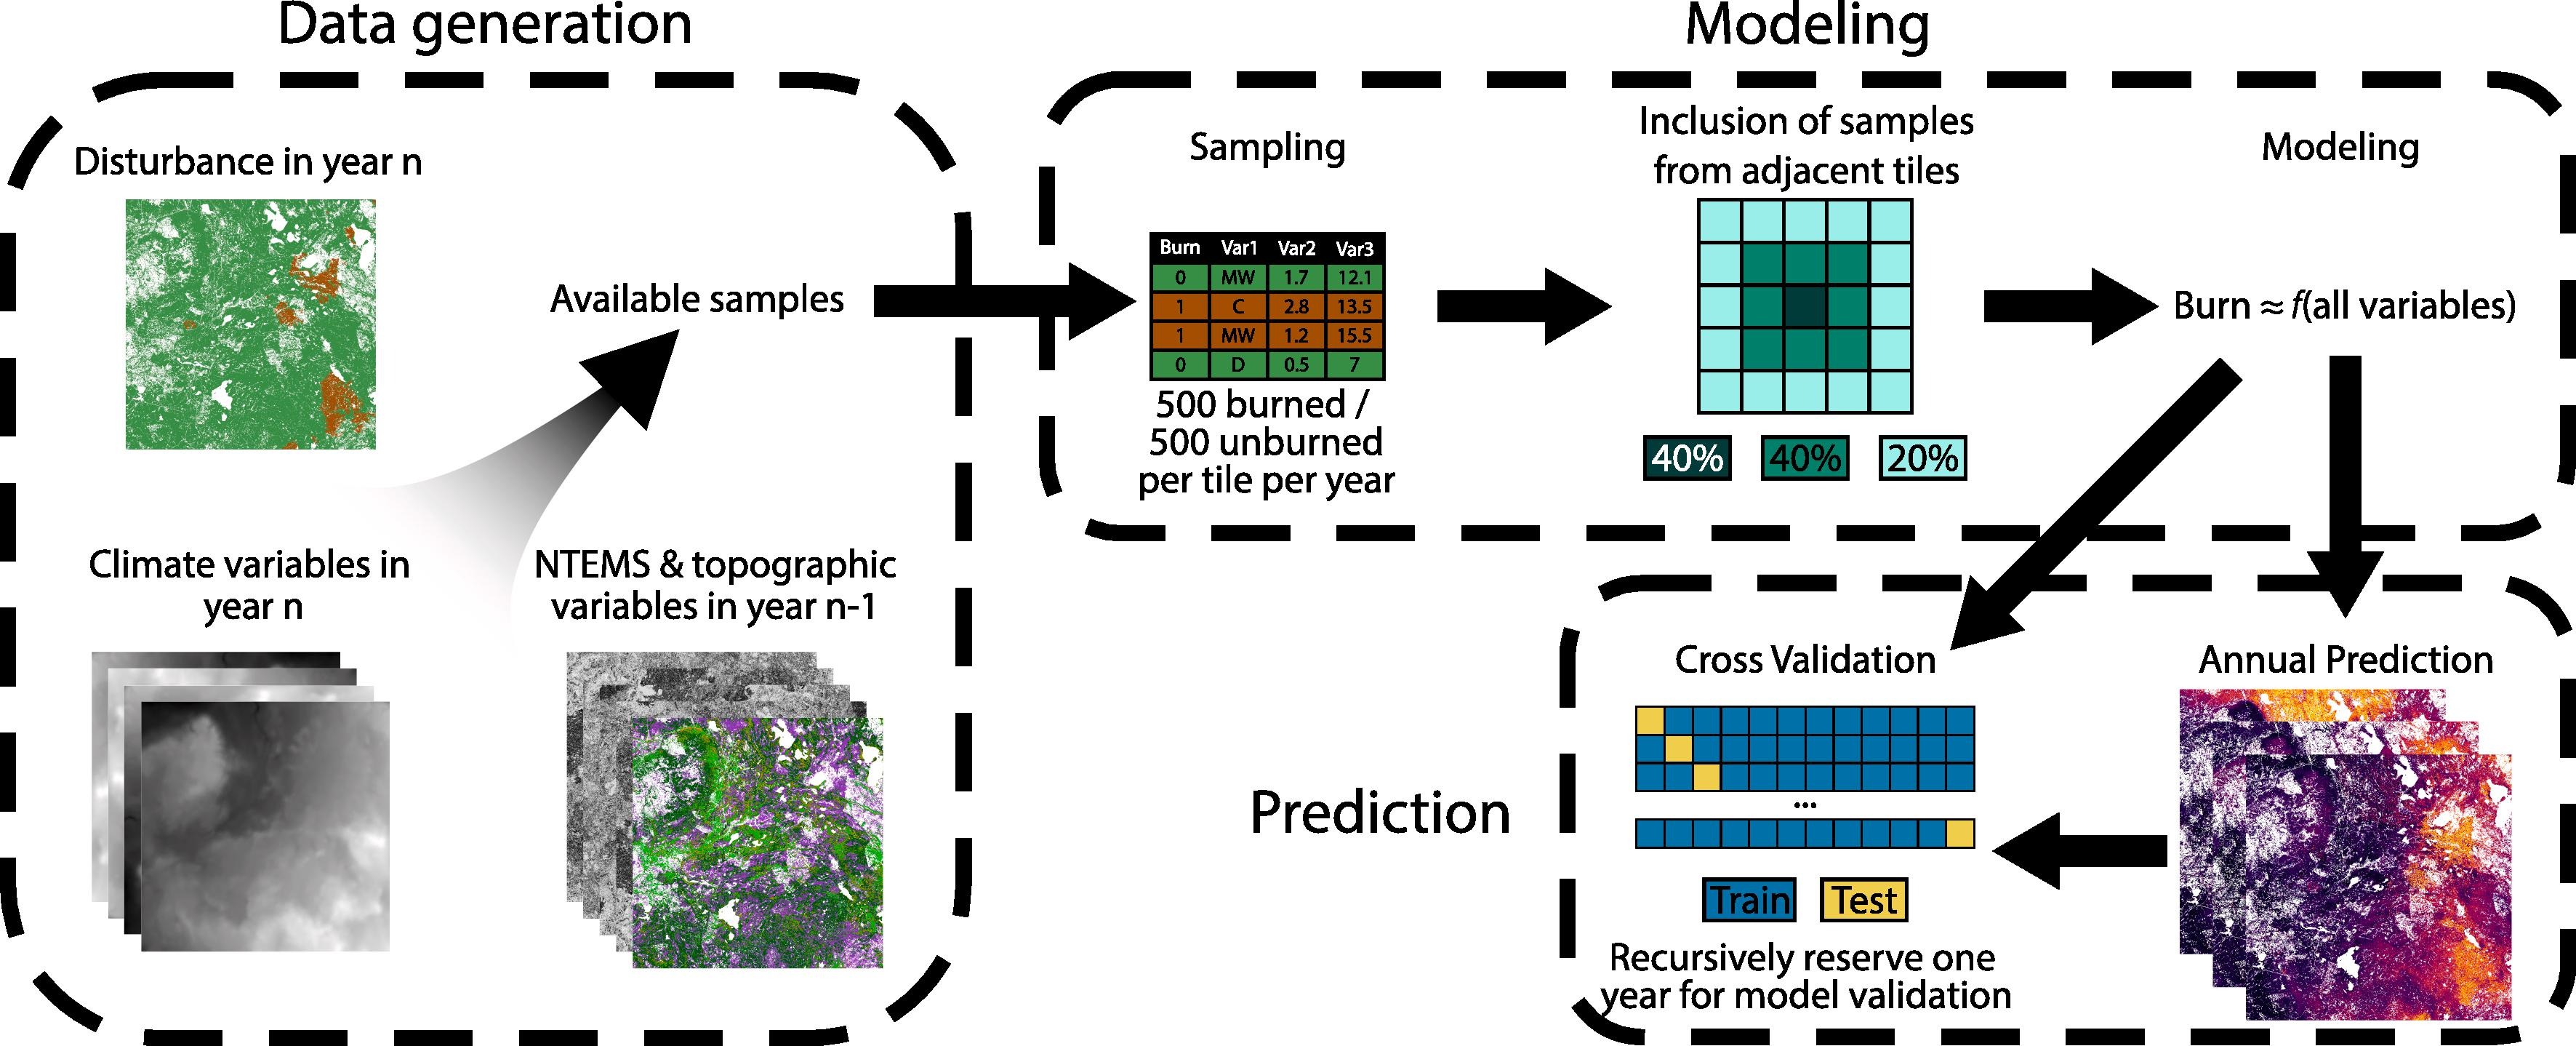 Data generation
Disturbance in year n
Available samples
Climate variables in
year n
NTEMS & topographic
variables in year n-1
Modeling
Sampling
Burn Var1 Var2 Var3
0 MW 1.7 12.1
1 C 2.8 13.5
1 MW 1.2 15.5
0 D 0.5 7
500 burned /
500 unburned
per tile per year
Inclusion of samples
from adjacent tiles
40% 40% 20%
Modeling
Burn ≈ f(all variables)
Prediction
Cross Validation
...
Train Test
Recursively reserve one
year for model validation
Annual Prediction